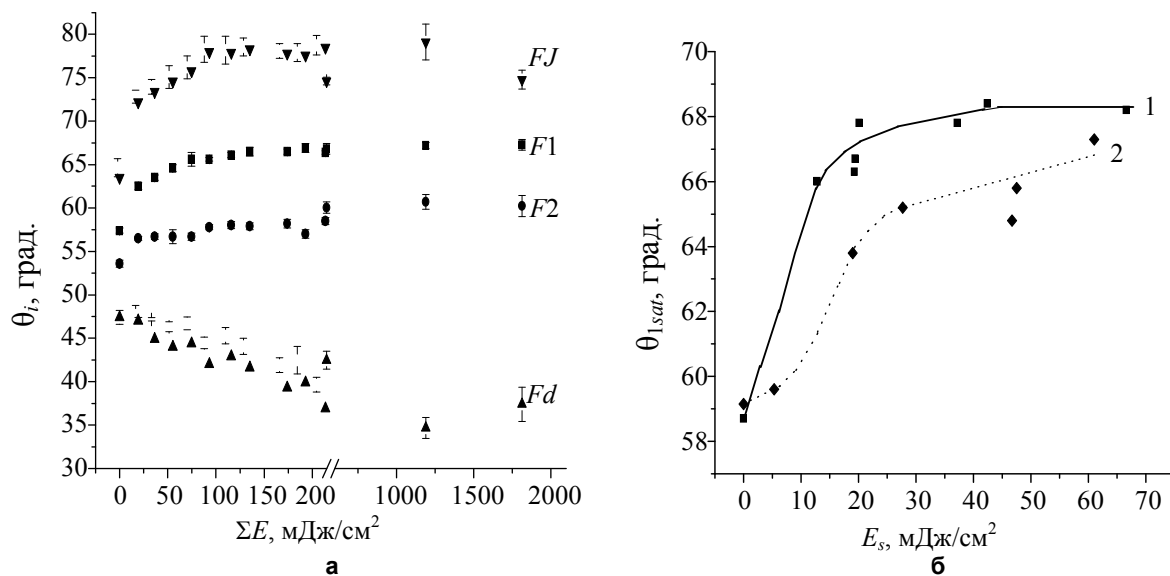 80
75
70
65
60
55
50
45
40
35
30
θi, град.
FJ
F1
F2
Fd
0 50 100 150 200 1000 1500 2000
ΣE, мДж/см²
а
70
68
66
64
62
60
58
θ1sat, град.
1
2
0 10 20 30 40 50 60 70
Es, мДж/см²
б